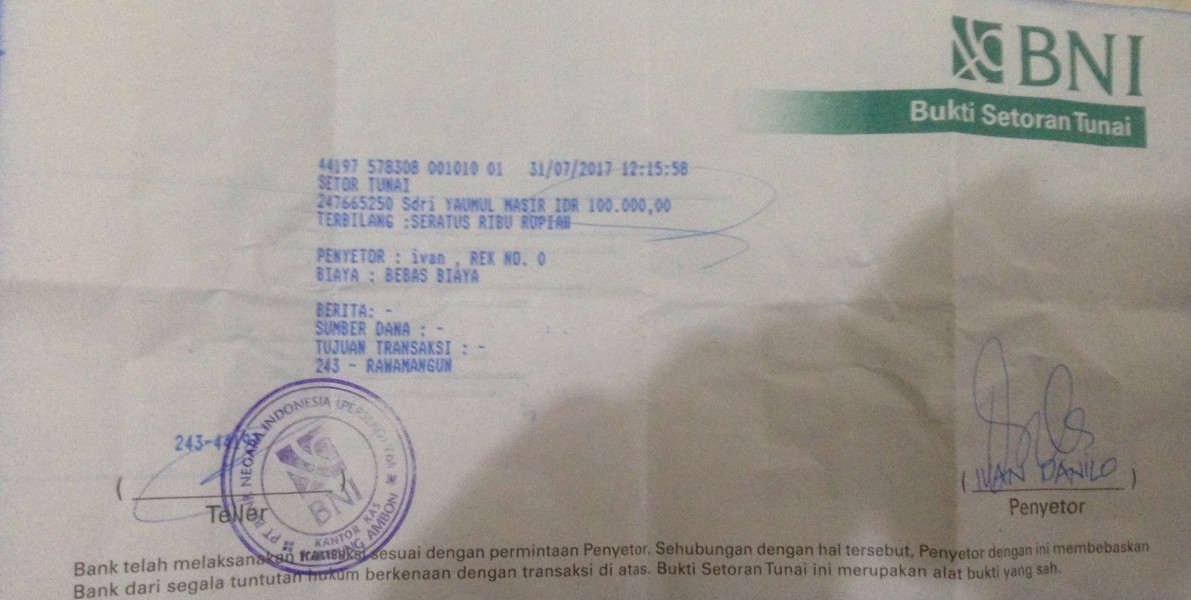 BNI
Bukti Setoran Tunai
44197 578308 001010 01 31/07/2017 12:15:58
SETOR TUNAI
247665250 Sdri YAUMUL MASIR IDR 100.000,00
TERBILANG :SERATUS RIBU RUPIAH
PENYETOR : ivan , REK NO. 0
BIAYA : BEBAS BIAYA
BERITA: -
SUMBER DANA : -
TUJUAN TRANSAKSI : -
243 - RAWAMANGUN
243-44197
( )
Teller
PT BANK NEGARA INDONESIA (PERSERO) Tbk
BNI
KANTOR KAS
KAMPUNG AMBON
( IVAN DANILO )
Penyetor
Bank telah melaksanakan transaksi sesuai dengan permintaan Penyetor. Sehubungan dengan hal tersebut, Penyetor dengan ini membebaskan
Bank dari segala tuntutan hukum berkenaan dengan transaksi di atas. Bukti Setoran Tunai ini merupakan alat bukti yang sah.